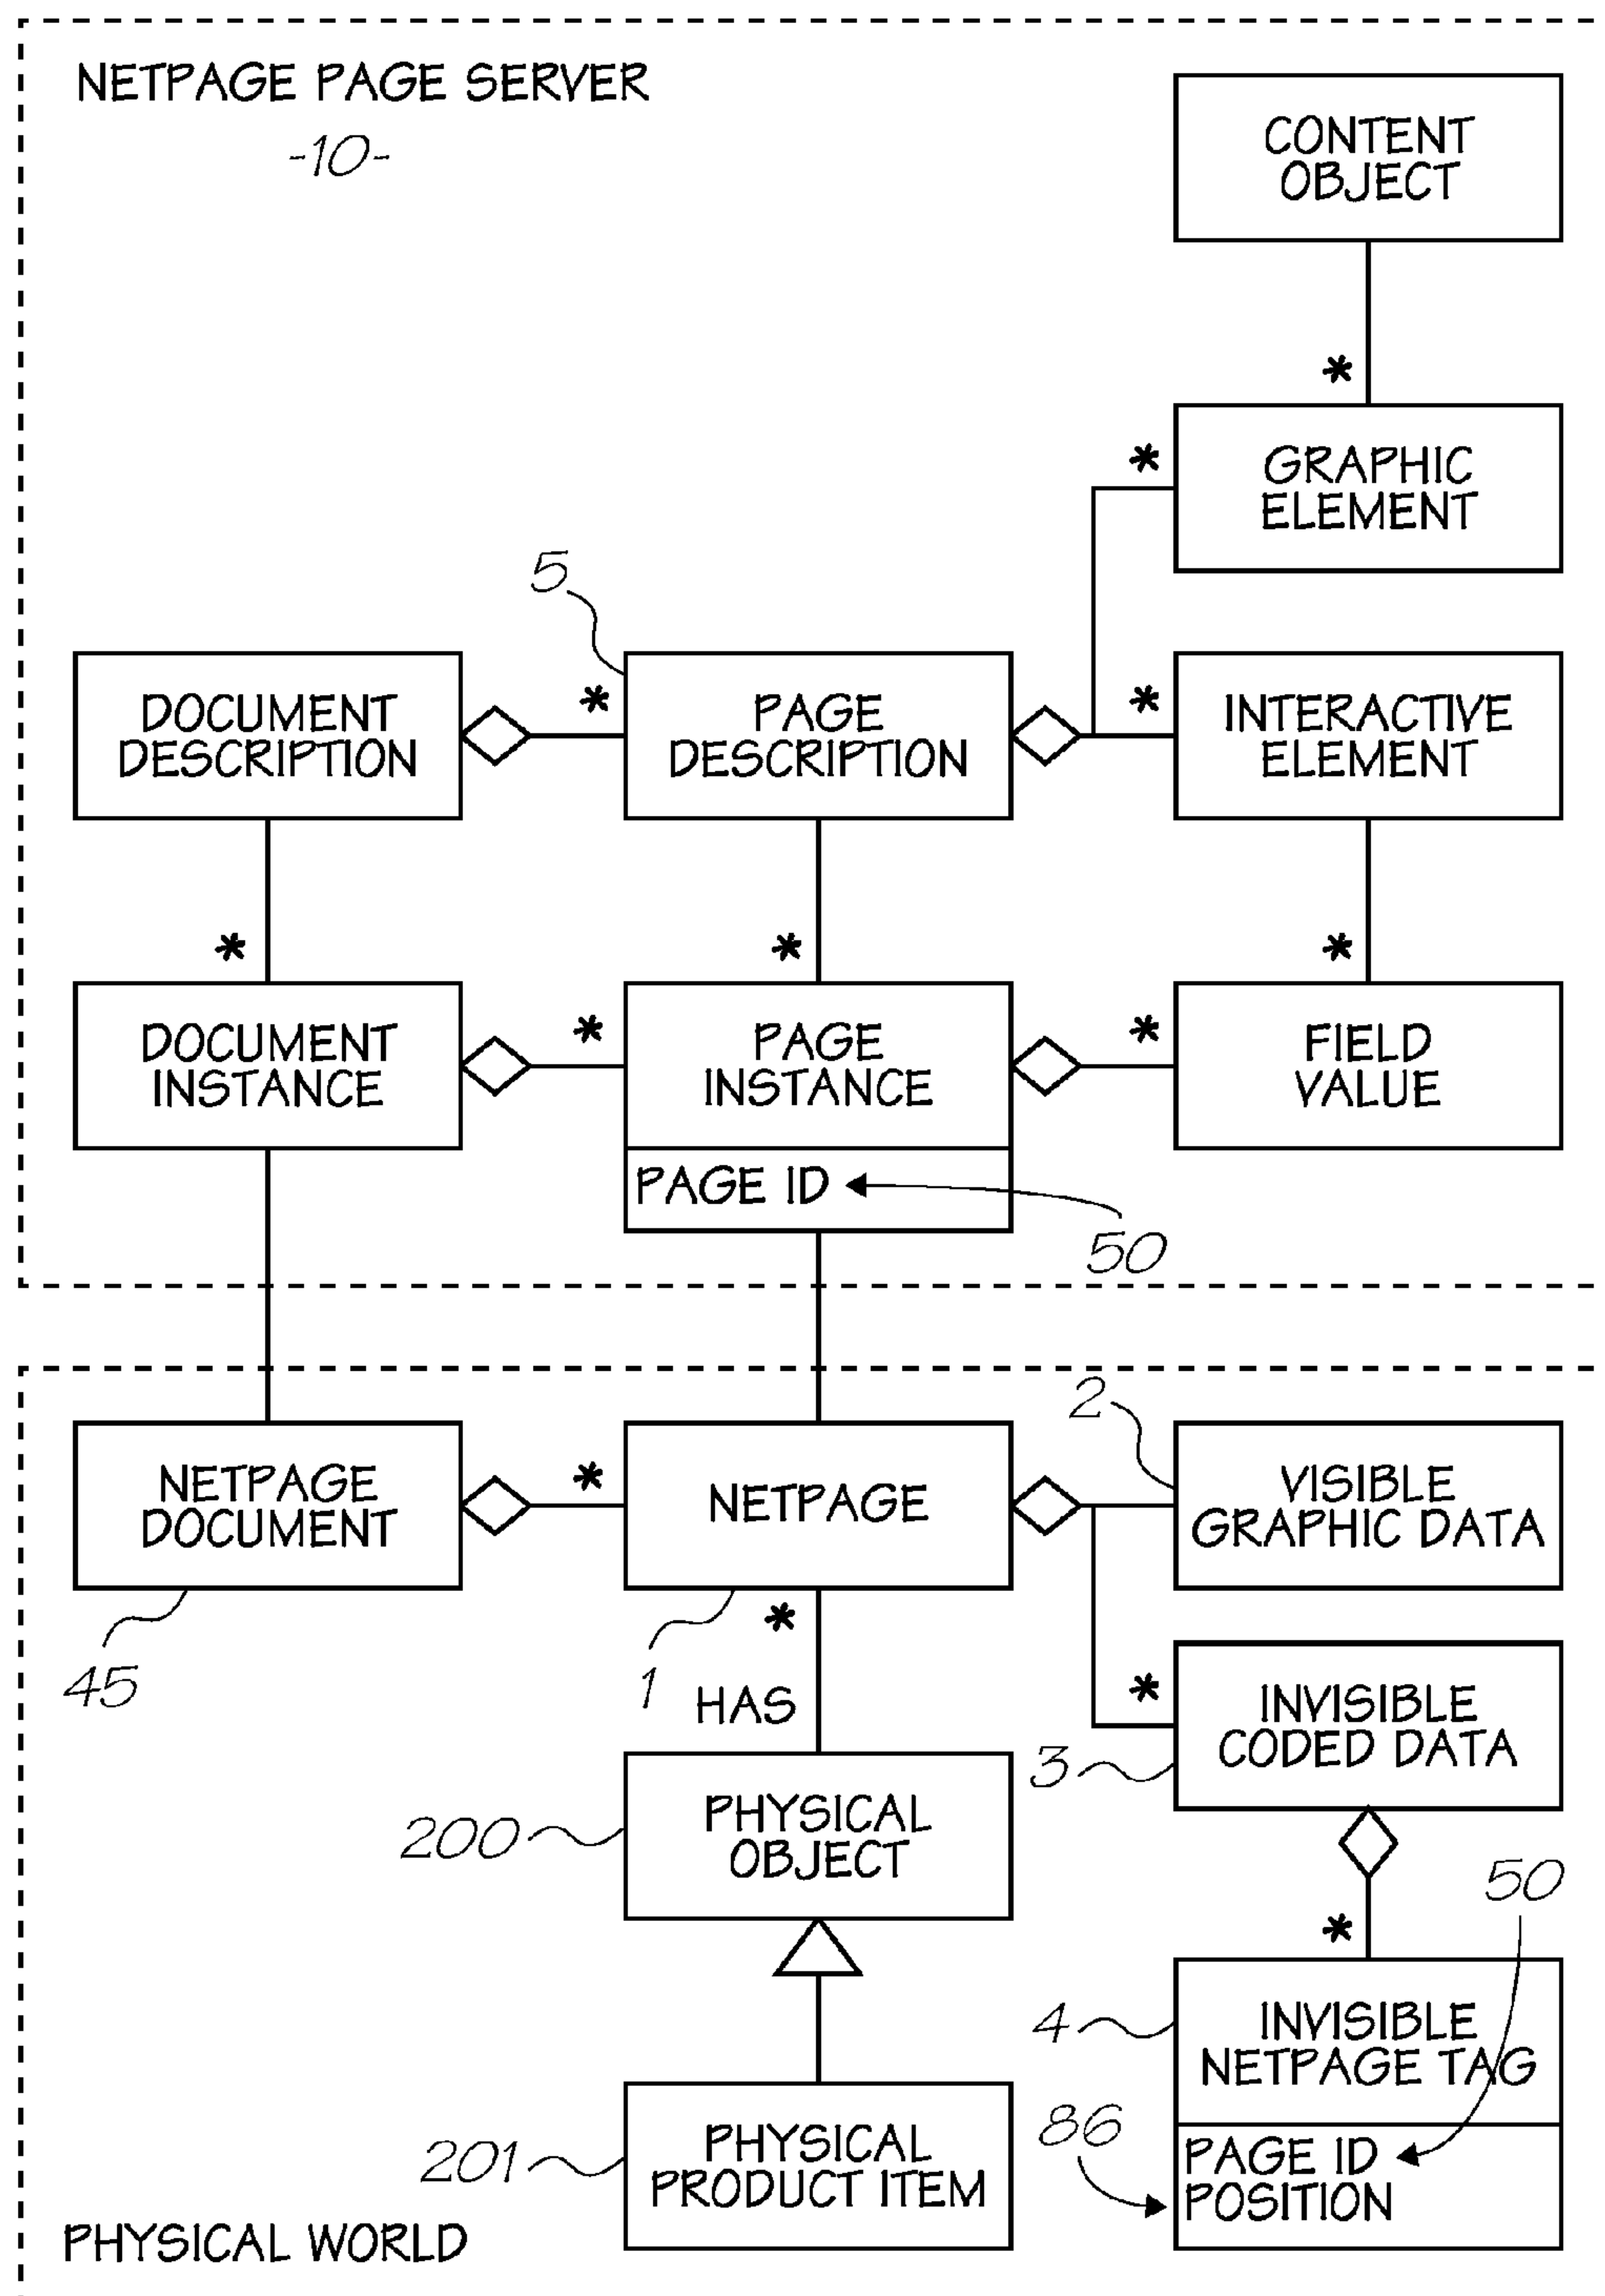 NETPAGE PAGE SERVER
-10-
CONTENT
OBJECT
*
*
GRAPHIC
ELEMENT
5
DOCUMENT
DESCRIPTION
*
PAGE
DESCRIPTION
*
INTERACTIVE
ELEMENT
*
*
*
DOCUMENT
INSTANCE
*
PAGE
INSTANCE
*
FIELD
VALUE
PAGE ID
50
2
NETPAGE
DOCUMENT
*
NETPAGE
VISIBLE
GRAPHIC DATA
45
1
*
HAS
*
INVISIBLE
CODED DATA
3
200
PHYSICAL
OBJECT
50
*
4
INVISIBLE
NETPAGE TAG
86
PAGE ID
POSITION
201
PHYSICAL
PRODUCT ITEM
PHYSICAL WORLD